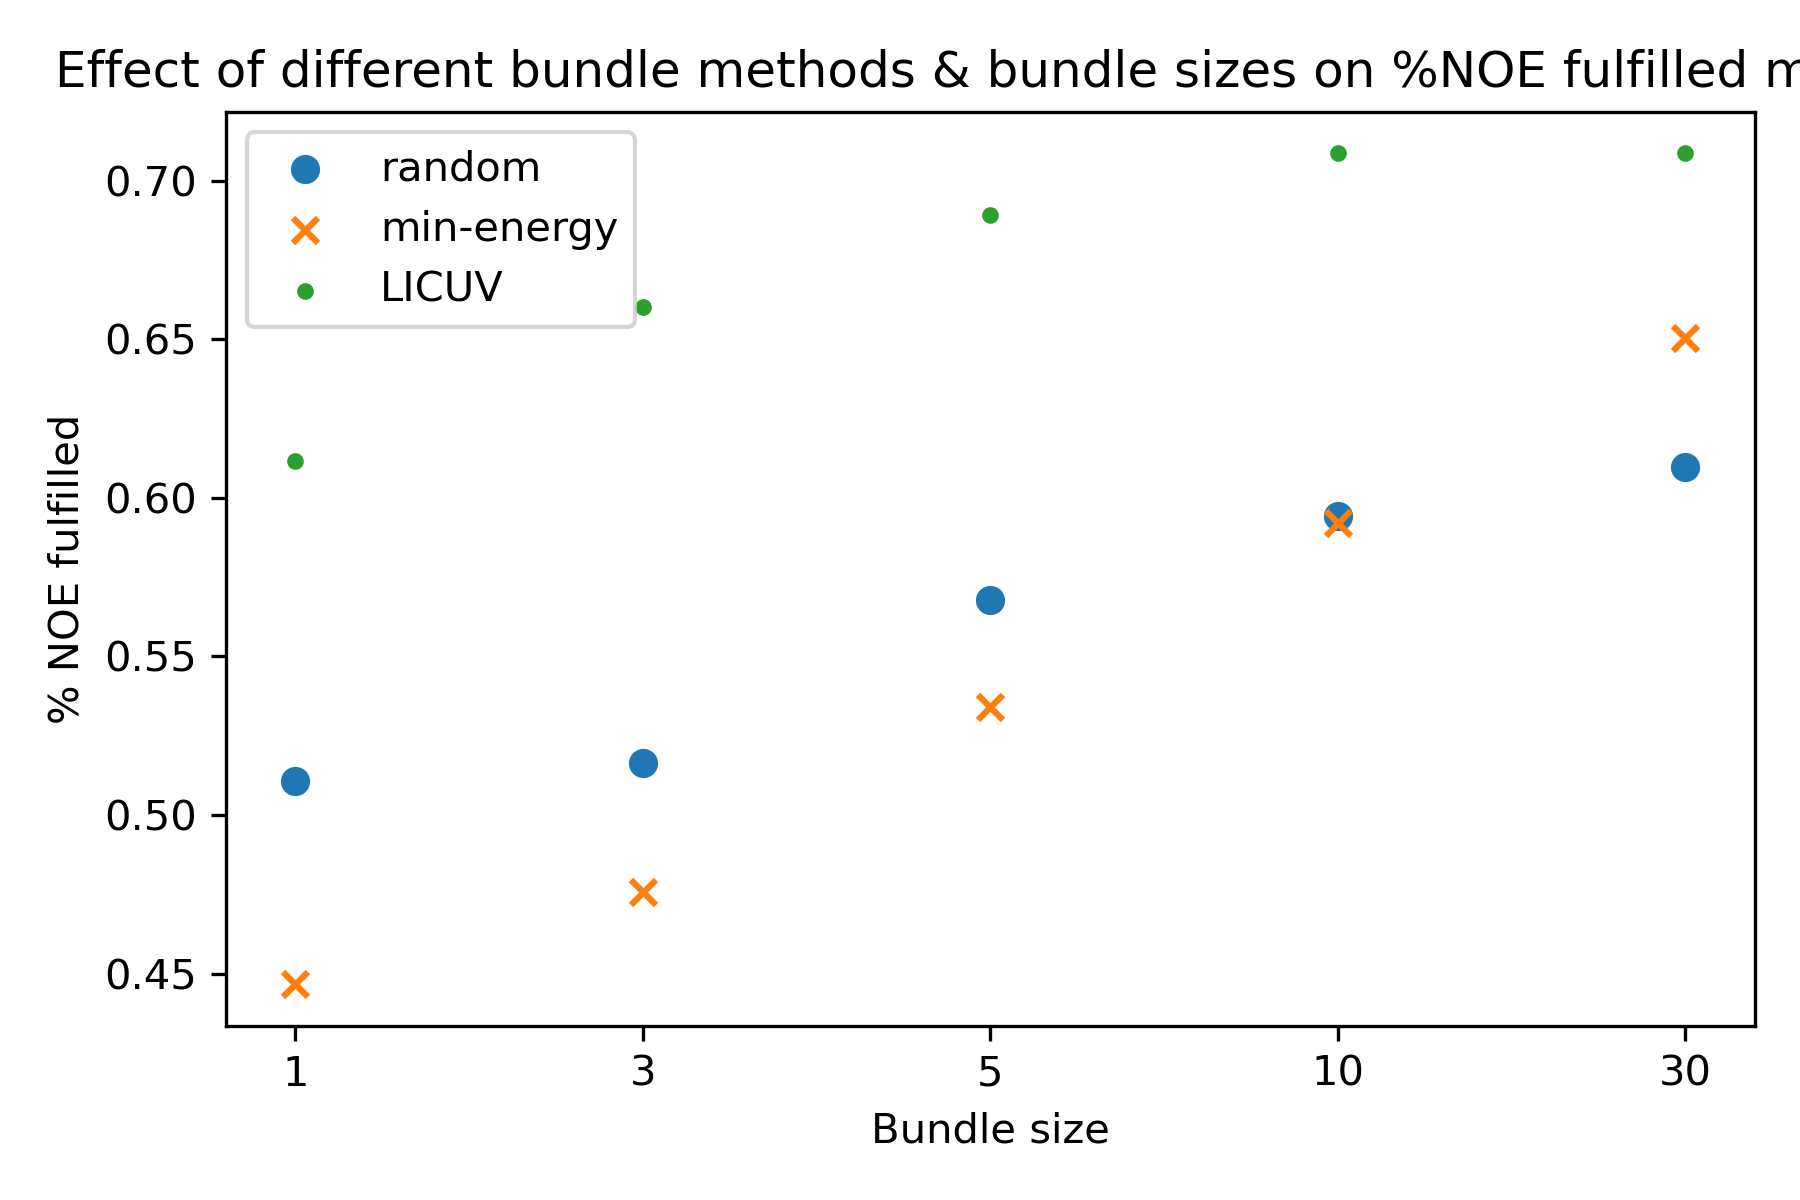 Effect of different bundle methods & bundle sizes on %NOE fulfilled
random
min-energy
LICUV
0.70
0.65
0.60
0.55
0.50
0.45
% NOE fulfilled
1 3 5 10 30
Bundle size